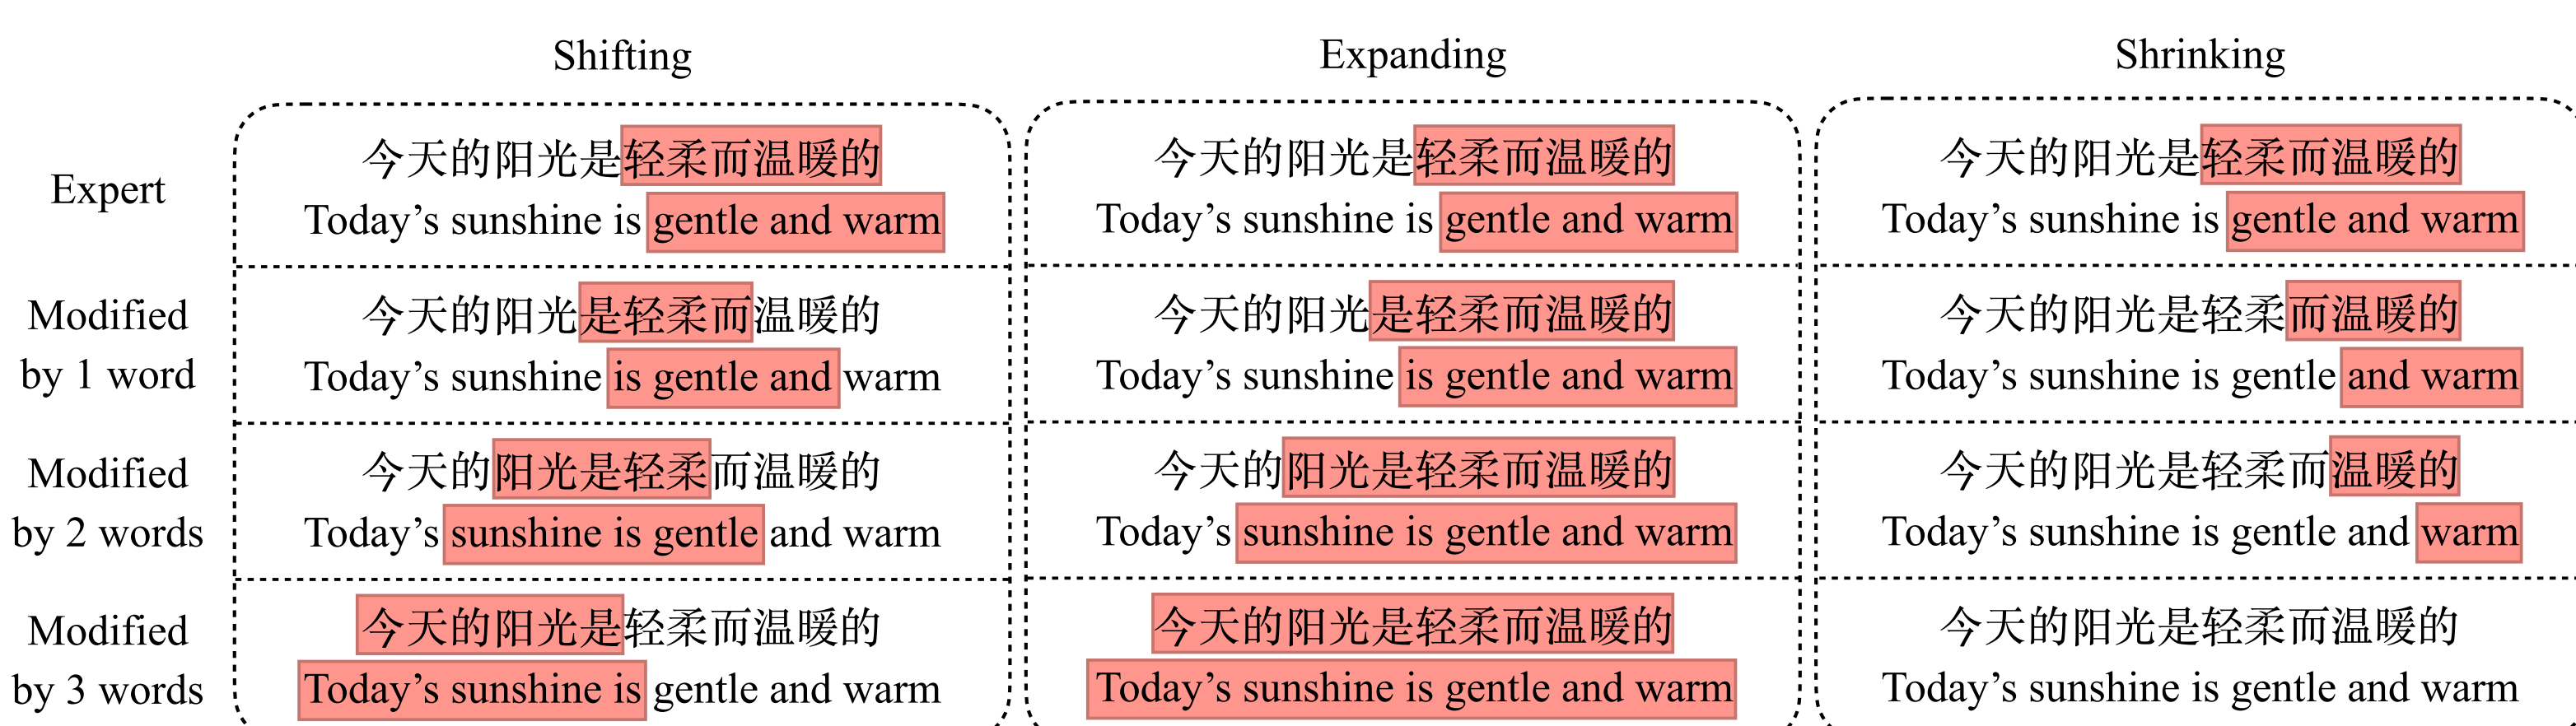 Shifting Expanding Shrinking
Expert
今天的阳光是轻柔而温暖的 今天的阳光是轻柔而温暖的 今天的阳光是轻柔而温暖的
Today’s sunshine is gentle and warm Today’s sunshine is gentle and warm Today’s sunshine is gentle and warm
Modified
by 1 word
今天的阳光是轻柔而温暖的 今天的阳光是轻柔而温暖的 今天的阳光是轻柔而温暖的
Today’s sunshine is gentle and warm Today’s sunshine is gentle and warm Today’s sunshine is gentle and warm
Modified
by 2 words
今天的阳光是轻柔而温暖的 今天的阳光是轻柔而温暖的 今天的阳光是轻柔而温暖的
Today’s sunshine is gentle and warm Today’s sunshine is gentle and warm Today’s sunshine is gentle and warm
Modified
by 3 words
今天的阳光是轻柔而温暖的 今天的阳光是轻柔而温暖的 今天的阳光是轻柔而温暖的
Today’s sunshine is gentle and warm Today’s sunshine is gentle and warm Today’s sunshine is gentle and warm